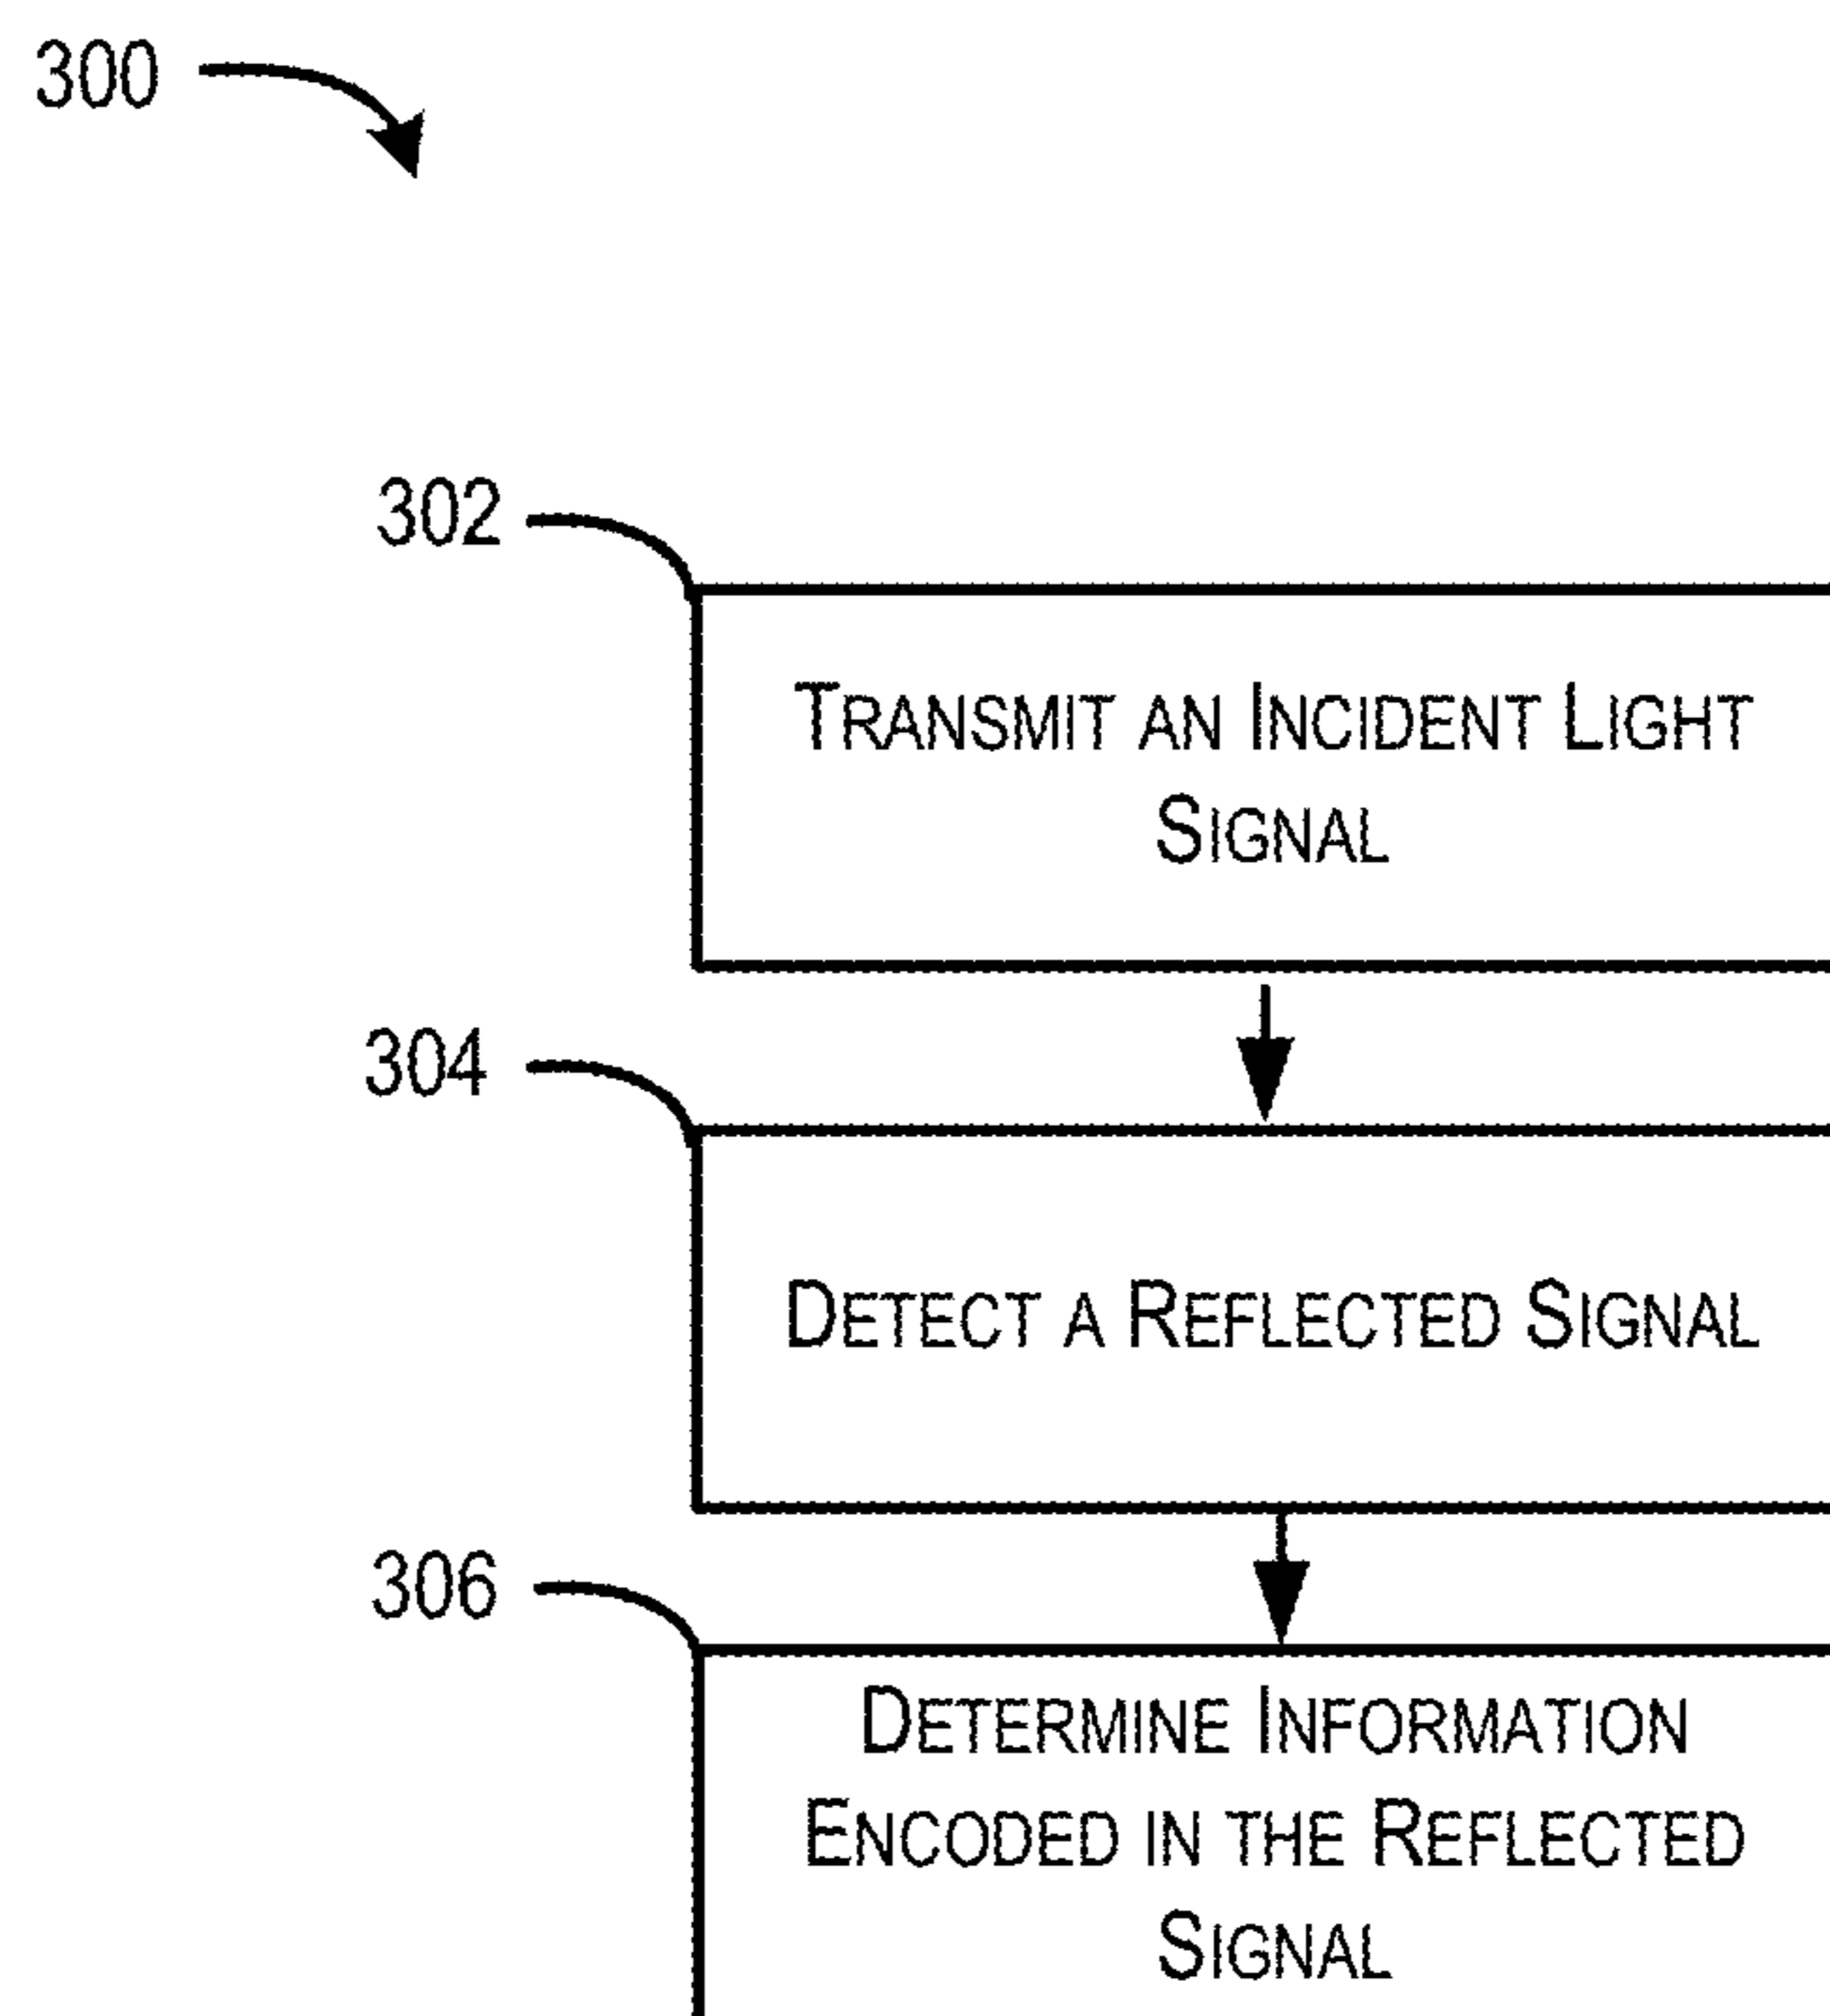 300
302
TRANSMIT AN INCIDENT LIGHT
SIGNAL
304
DETECT A REFLECTED SIGNAL
306
DETERMINE INFORMATION
ENCODED IN THE REFLECTED
SIGNAL